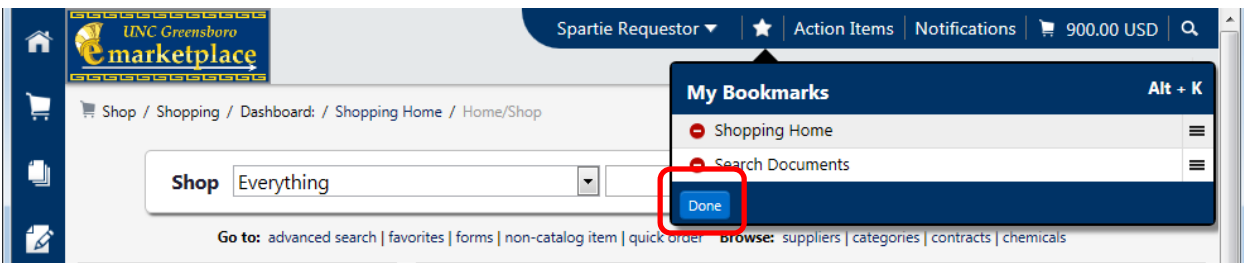 UNC Greensboro
e marketplace
Spartie Requestor ▼ | ★ | Action Items | Notifications | 900.00 USD
My Bookmarks Alt + K
Shop / Shopping / Dashboard: / Shopping Home / Home/Shop
Shopping Home
Search Documents
Shop Everything
Done
Go to: advanced search | favorites | forms | non-catalog item | quick order Browse: suppliers | categories | contracts | chemicals